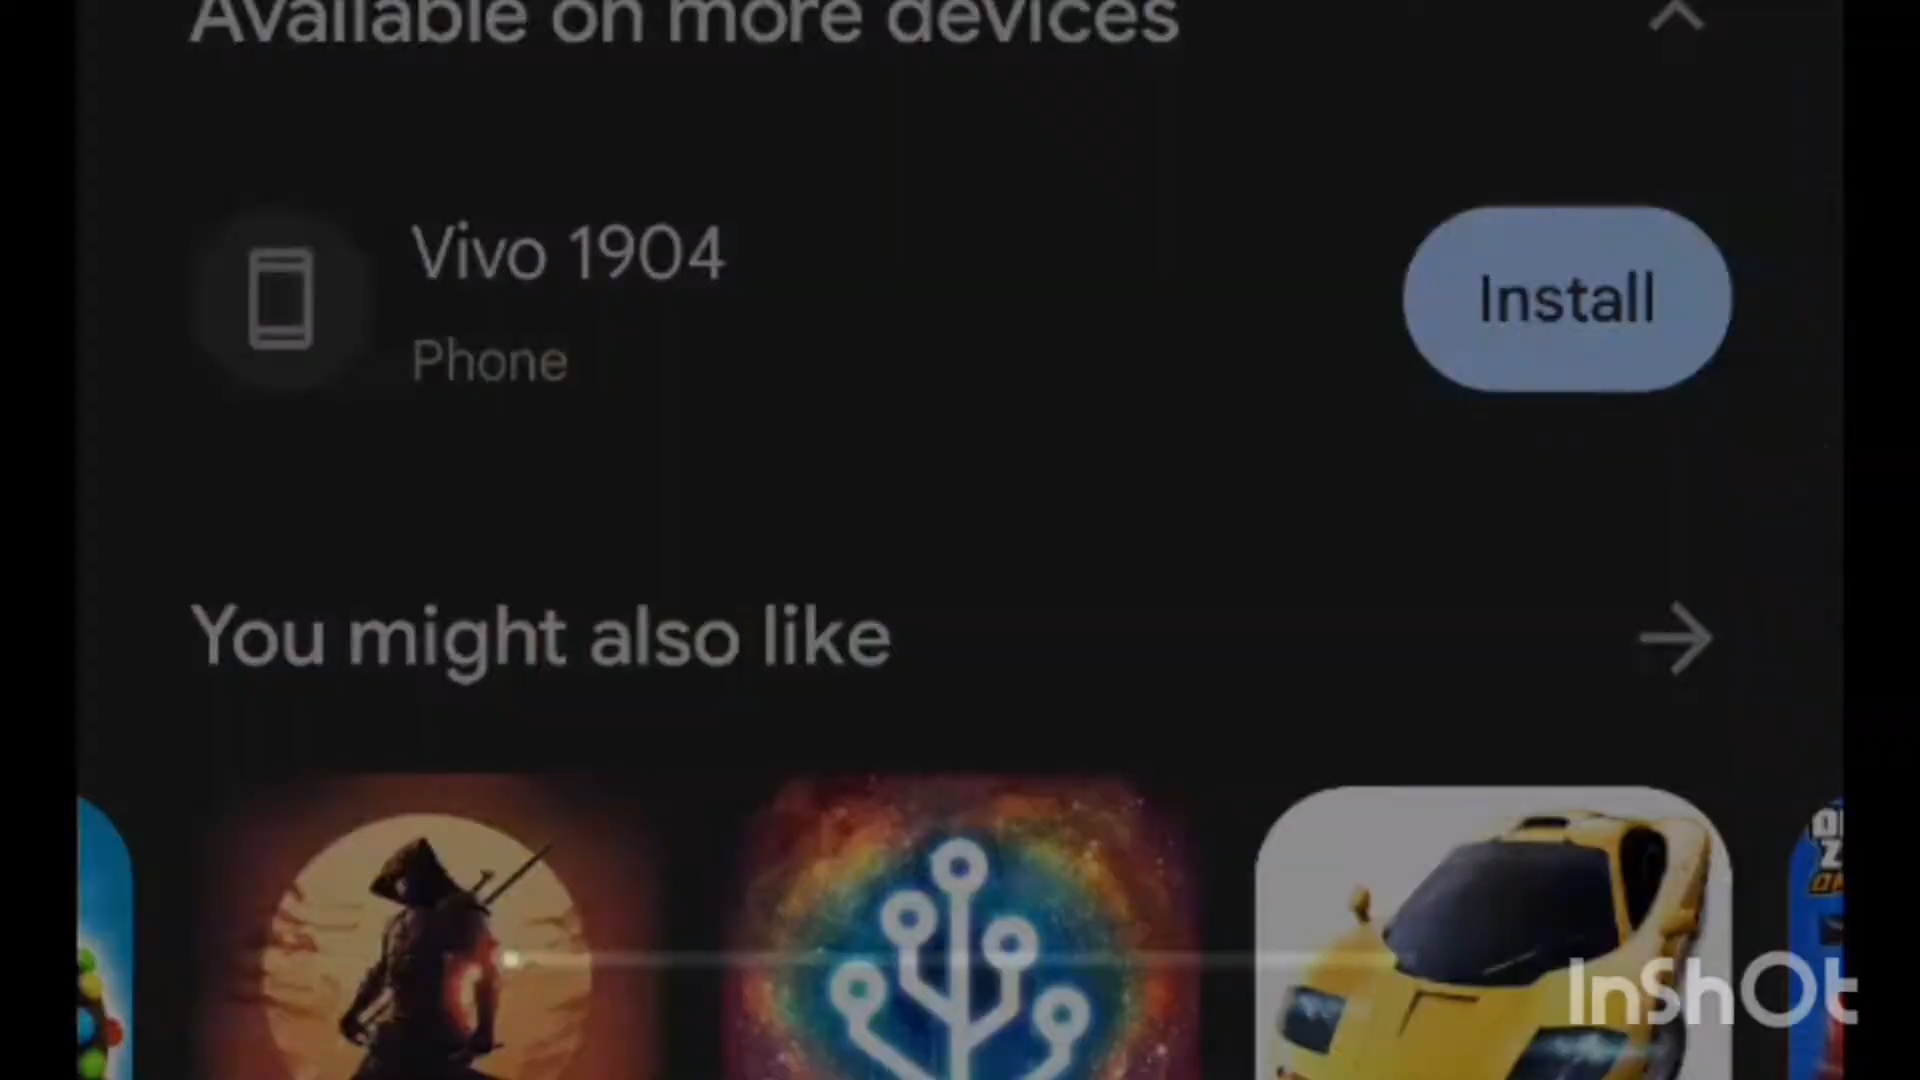 Available on more devices
Vivo 1904
Phone
Install
You might also like
InShOt